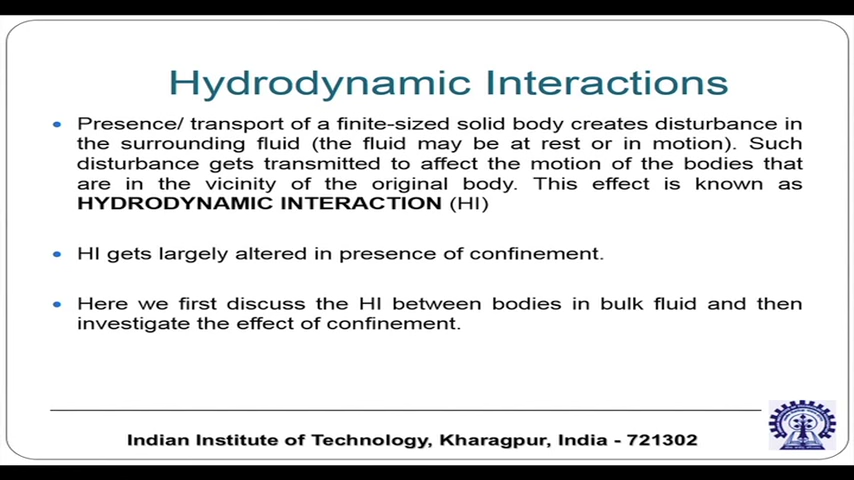 Hydrodynamic Interactions
• Presence/ transport of a finite-sized solid body creates disturbance in
the surrounding fluid (the fluid may be at rest or in motion). Such
disturbance gets transmitted to affect the motion of the bodies that
are in the vicinity of the original body. This effect is known as
HYDRODYNAMIC INTERACTION (HI)
• HI gets largely altered in presence of confinement.
• Here we first discuss the HI between bodies in bulk fluid and then
investigate the effect of confinement.
Indian Institute of Technology, Kharagpur, India - 721302